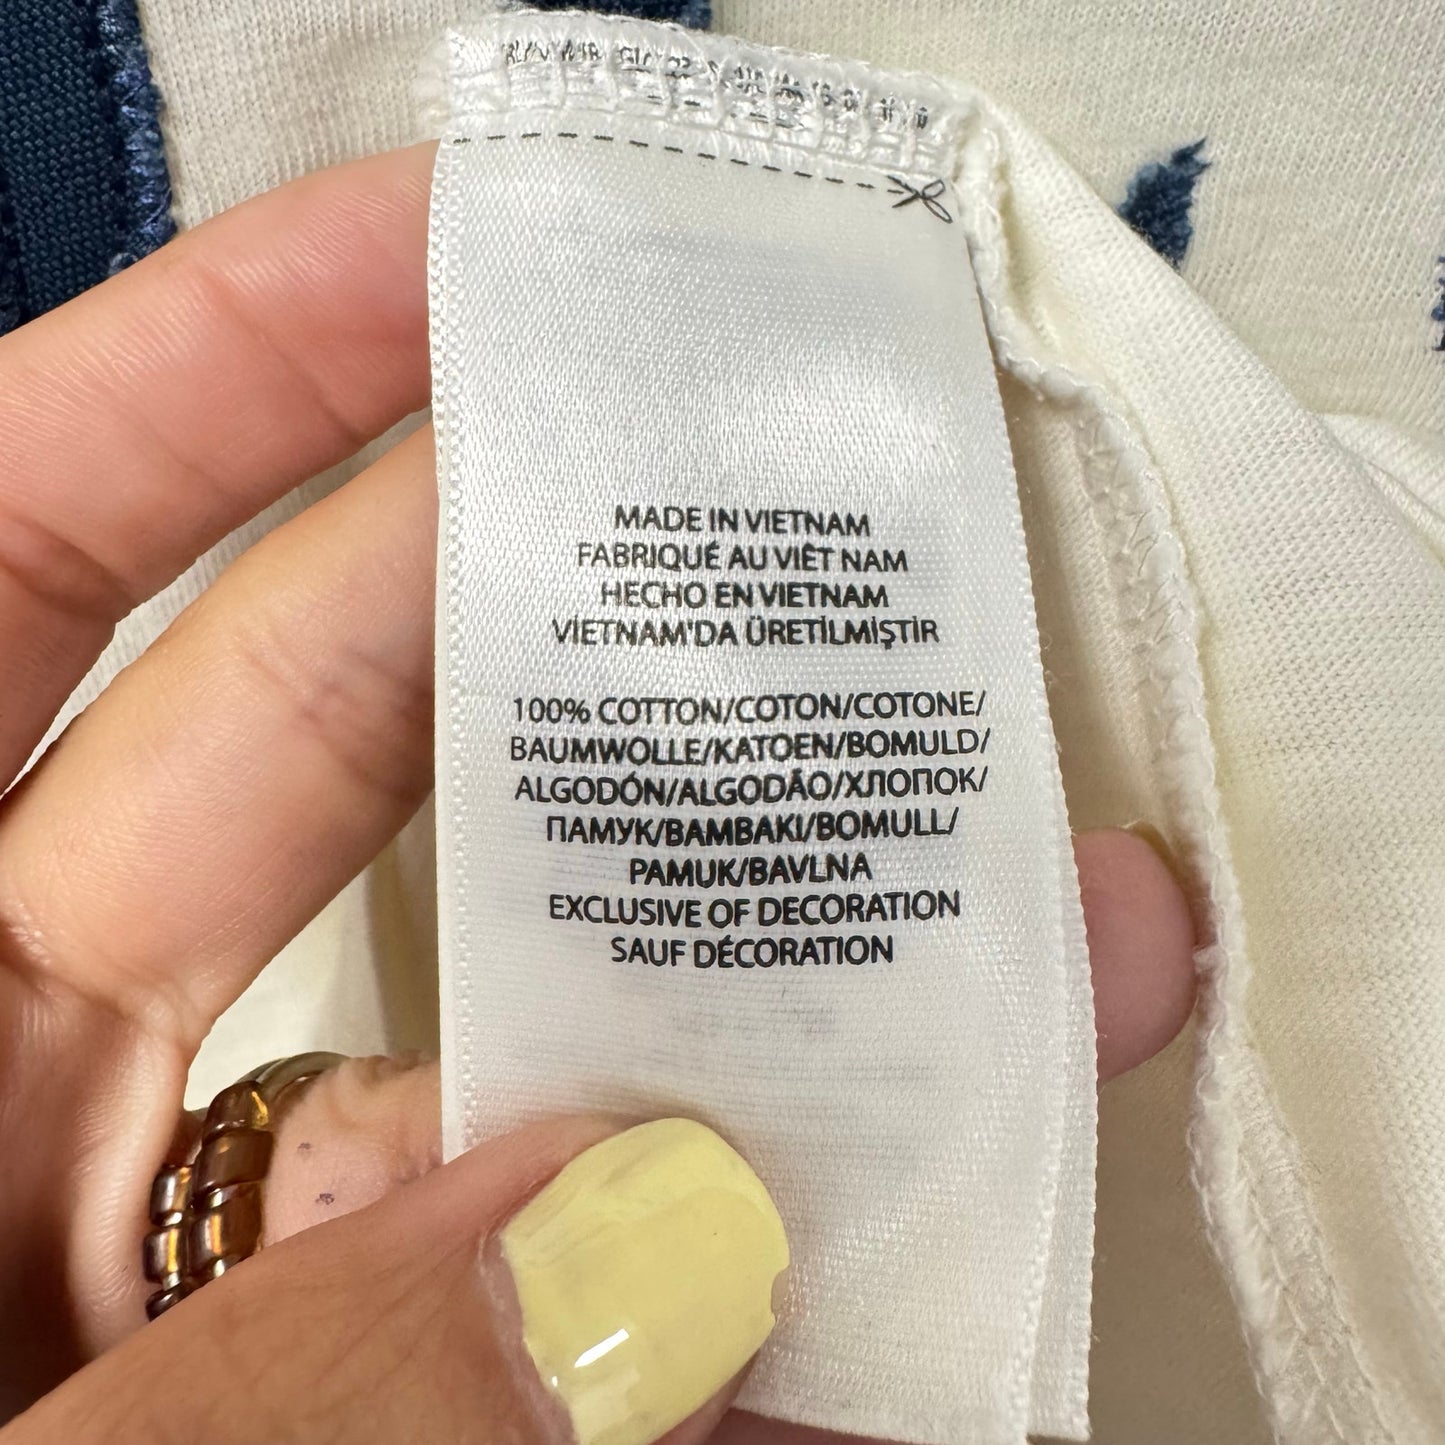 MADE IN VIETNAM
FABRIQUÉ AU VIÊT NAM
HECHO EN VIETNAM
VİETNAM'DA ÜRETİLMİŞTİR
100% COTTON/COTON/COTONE/
BAUMWOLLE/KATOEN/BOMULD/
ALGODÓN/ALGODÃO/ХЛОПОК/
ПАМУК/BAMBAKI/BOMULL/
PAMUK/BAVLNA
EXCLUSIVE OF DECORATION
SAUF DÉCORATION